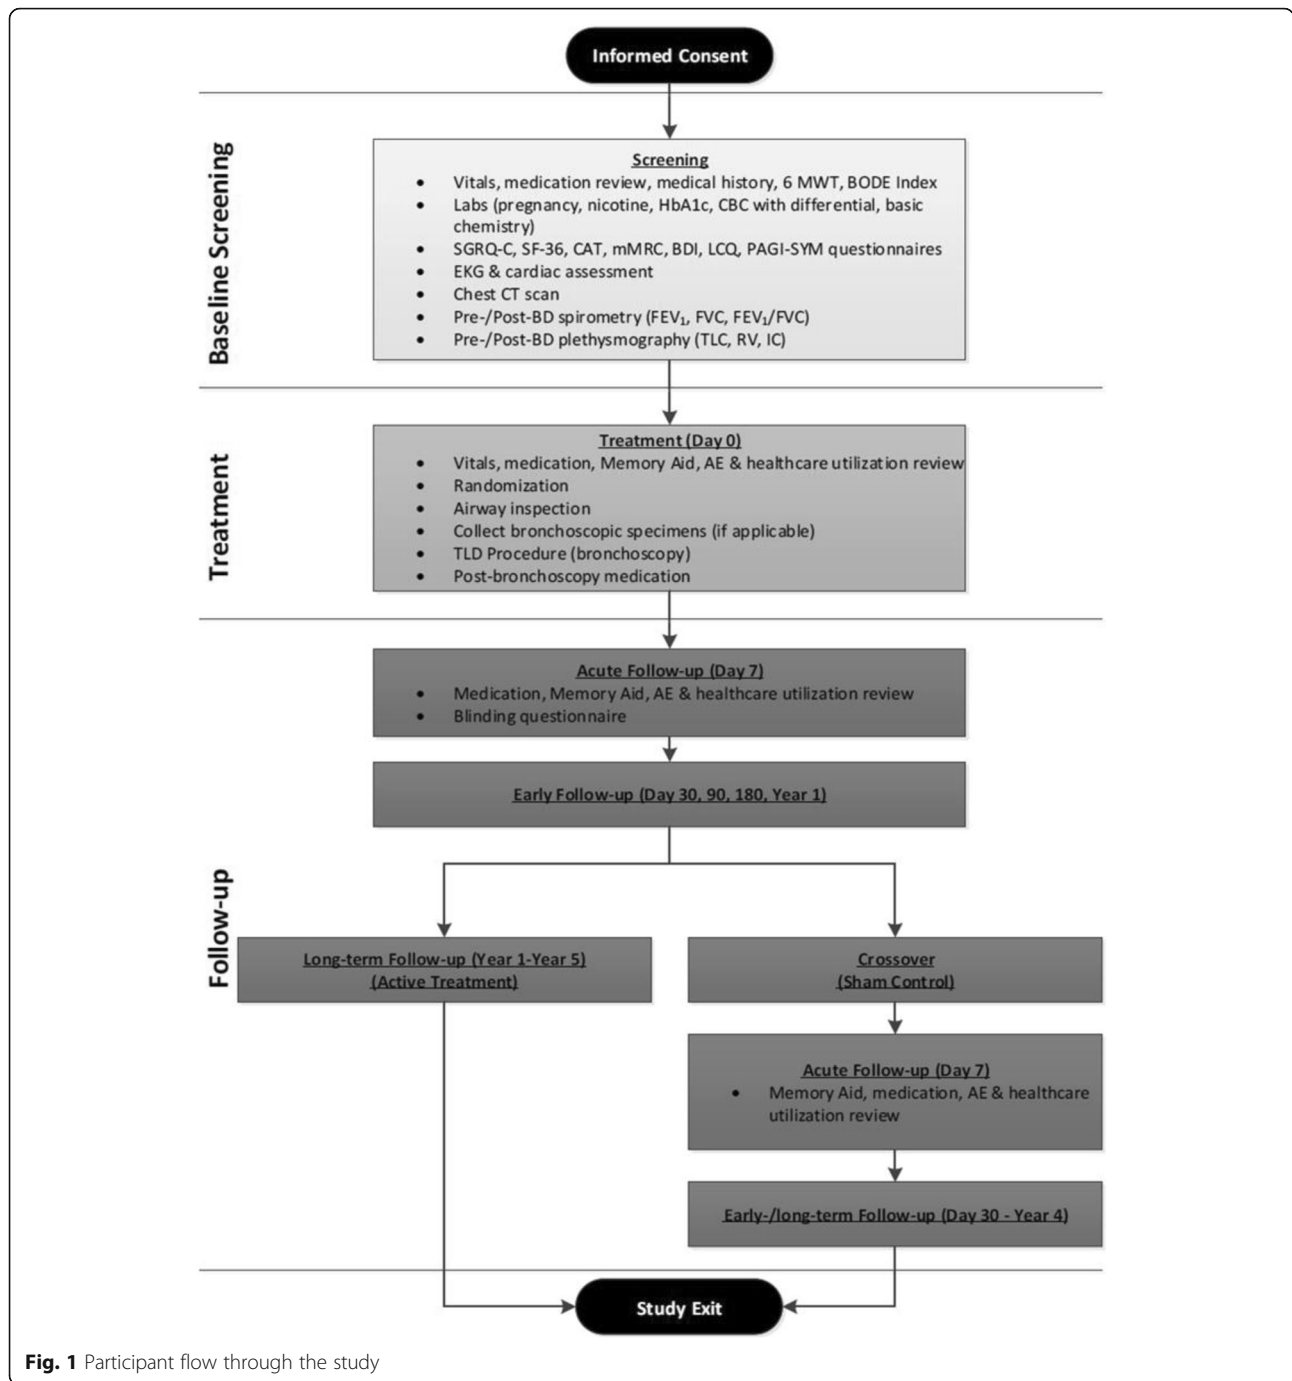 Informed Consent
Baseline Screening
Screening
• Vitals, medication review, medical history, 6 MWT, BODE Index
• Labs (pregnancy, nicotine, HbA1c, CBC with differential, basic
chemistry)
• SGRQ-C, SF-36, CAT, mMRC, BDI, LCQ, PAGI-SYM questionnaires
• EKG & cardiac assessment
• Chest CT scan
• Pre-/Post-BD spirometry (FEV₁, FVC, FEV₁/FVC)
• Pre-/Post-BD plethysmography (TLC, RV, IC)
Treatment
Treatment (Day 0)
• Vitals, medication, Memory Aid, AE & healthcare utilization review
• Randomization
• Airway inspection
• Collect bronchoscopic specimens (if applicable)
• TLD Procedure (bronchoscopy)
• Post-bronchoscopy medication
Follow-up
Acute Follow-up (Day 7)
• Medication, Memory Aid, AE & healthcare utilization review
• Blinding questionnaire
Early Follow-up (Day 30, 90, 180, Year 1)
Long-term Follow-up (Year 1-Year 5)
(Active Treatment)
Crossover
(Sham Control)
Acute Follow-up (Day 7)
• Memory Aid, medication, AE & healthcare
utilization review
Early-/long-term Follow-up (Day 30 - Year 4)
Study Exit
Fig. 1 Participant flow through the study